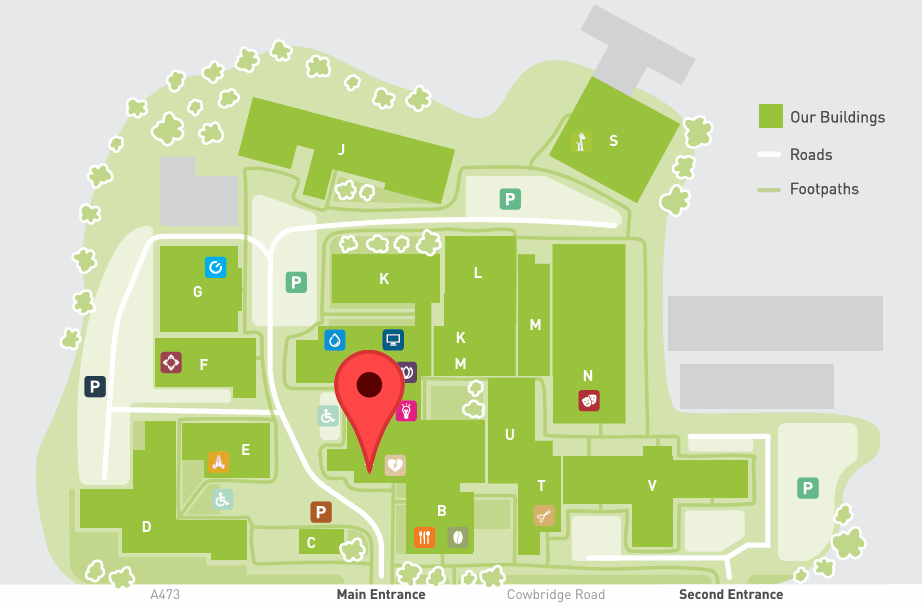 S
Our Buildings
J
Roads
Footpaths
P
L
K
P
G
M
K
M
F
N
P
U
E
T
V
P
P
B
D
C
A473
Main Entrance
Cowbridge Road
Second Entrance